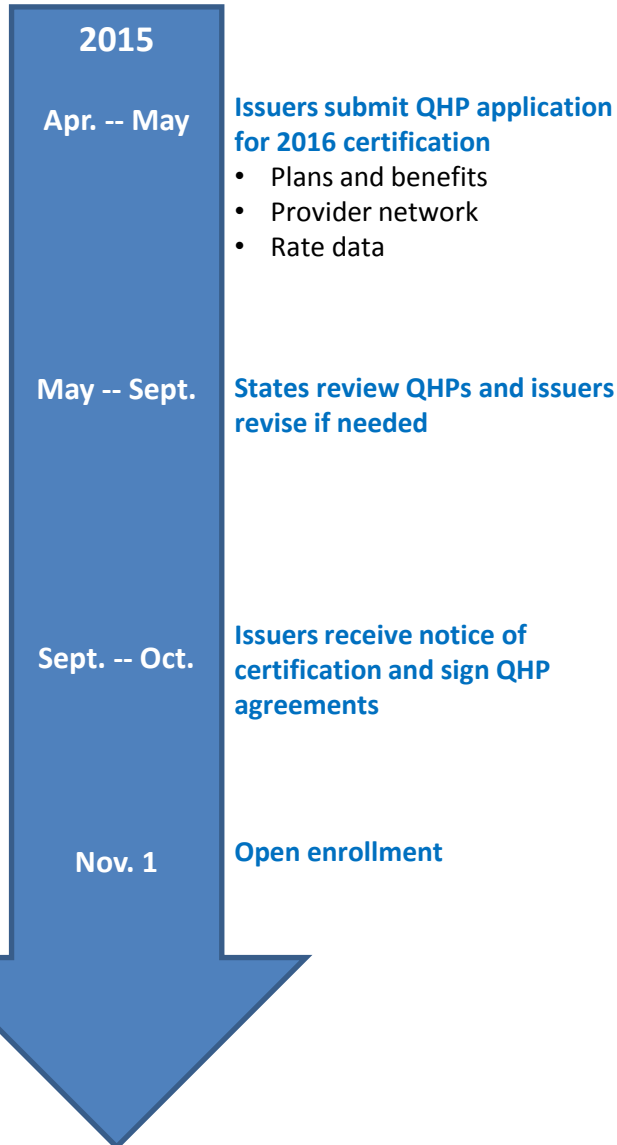 2015
Apr. -- May
Issuers submit QHP application
for 2016 certification
• Plans and benefits
• Provider network
• Rate data
May -- Sept.
States review QHPs and issuers
revise if needed
Sept. -- Oct.
Issuers receive notice of
certification and sign QHP
agreements
Nov. 1
Open enrollment